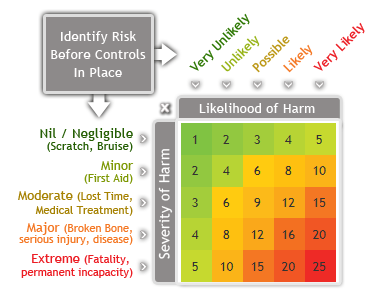 Identify Risk
Before Controls
In Place
Very Unlikely
Unlikely
Possible
Likely
Very Likely
Likelihood of Harm
Severity of Harm
Nil / Negligible
(Scratch, Bruise)
1 2 3 4 5
Minor
(First Aid)
2 4 6 8 10
Moderate (Lost Time,
Medical Treatment)
3 6 9 12 15
Major (Broken Bone,
serious injury, disease)
4 8 12 16 20
Extreme (Fatality,
permanent incapacity)
5 10 15 20 25